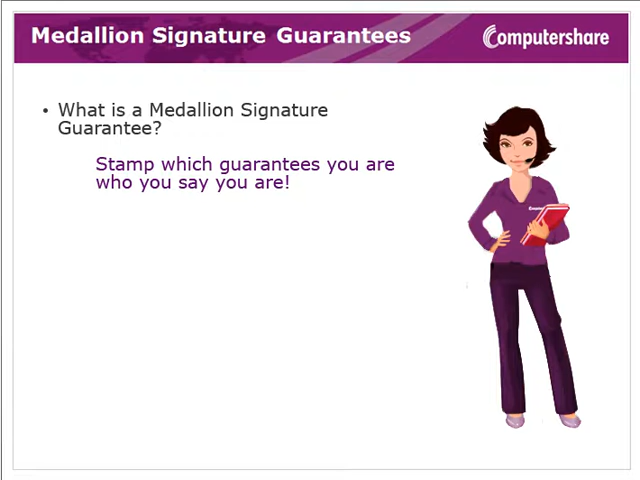 Medallion Signature Guarantees
Computershare
• What is a Medallion Signature
Guarantee?
Stamp which guarantees you are
who you say you are!